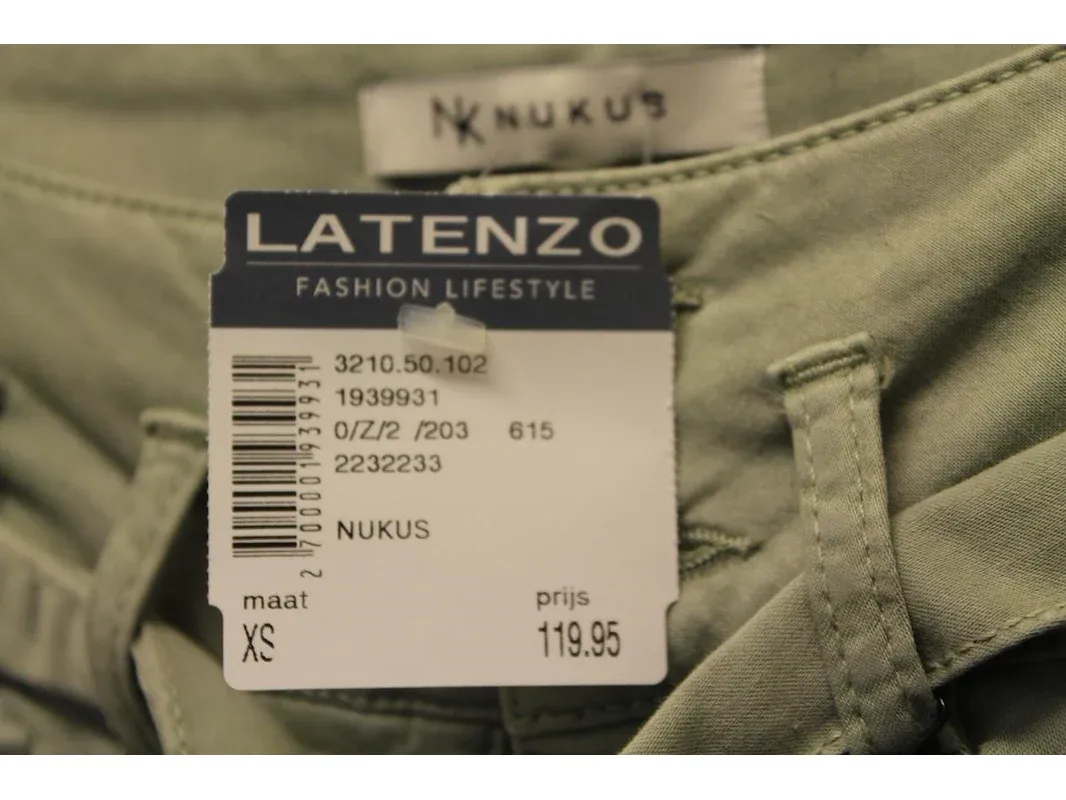 NK NUKUS
LATENZO
FASHION LIFESTYLE
3210.50.102
1939931
0/Z/2 /203 615
2232233
2 700001 939931
NUKUS
maat prijs
XS 119.95